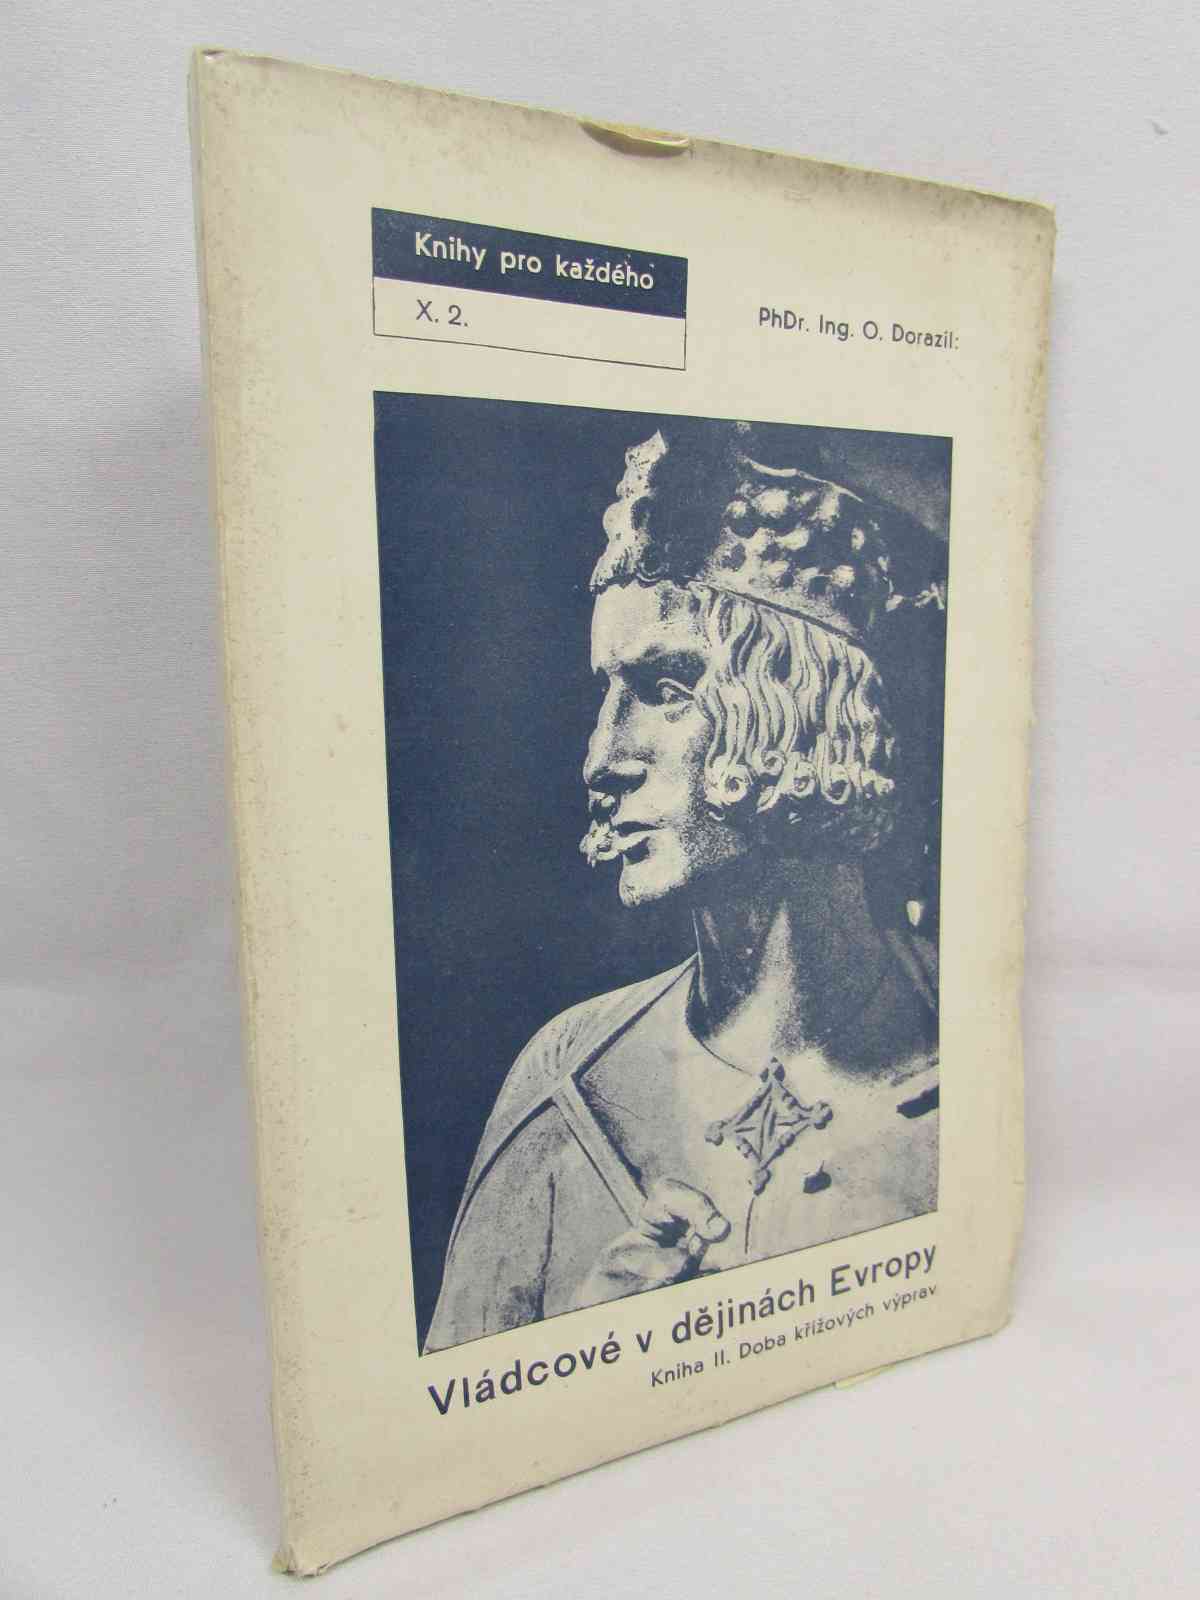 Knihy pro každého
X. 2.
PhDr. Ing. O. Dorazil:
Vládcové v dějinách Evropy
Kniha II. Doba křížových výprav